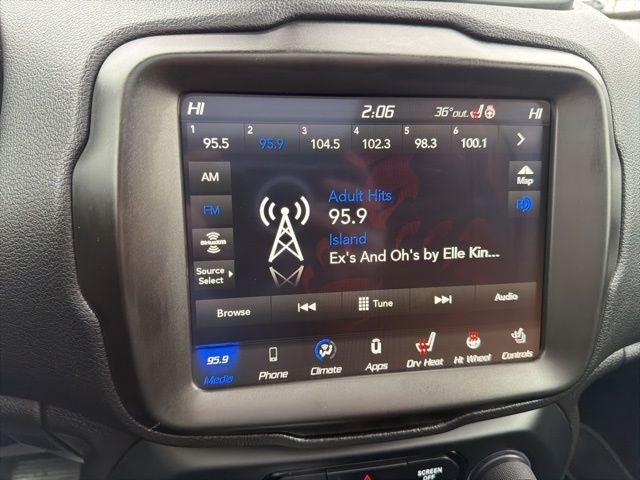 HI 2:06 36°out. HI
1 2 3 4 5 6
95.5 95.9 104.5 102.3 98.3 100.1
AM
Map
FM
SiriusXM
Source Select
Adult Hits
95.9
Island
Ex's And Oh's by Elle Kin...
Browse Tune Audio
95.9
Media Phone Climate Apps Drv Heat Ht Wheel Controls
SCREEN
OFF